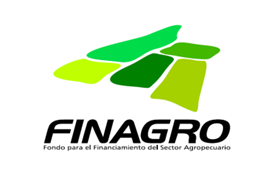 FINAGRO
Fondo para el Financiamiento del Sector Agropecuario